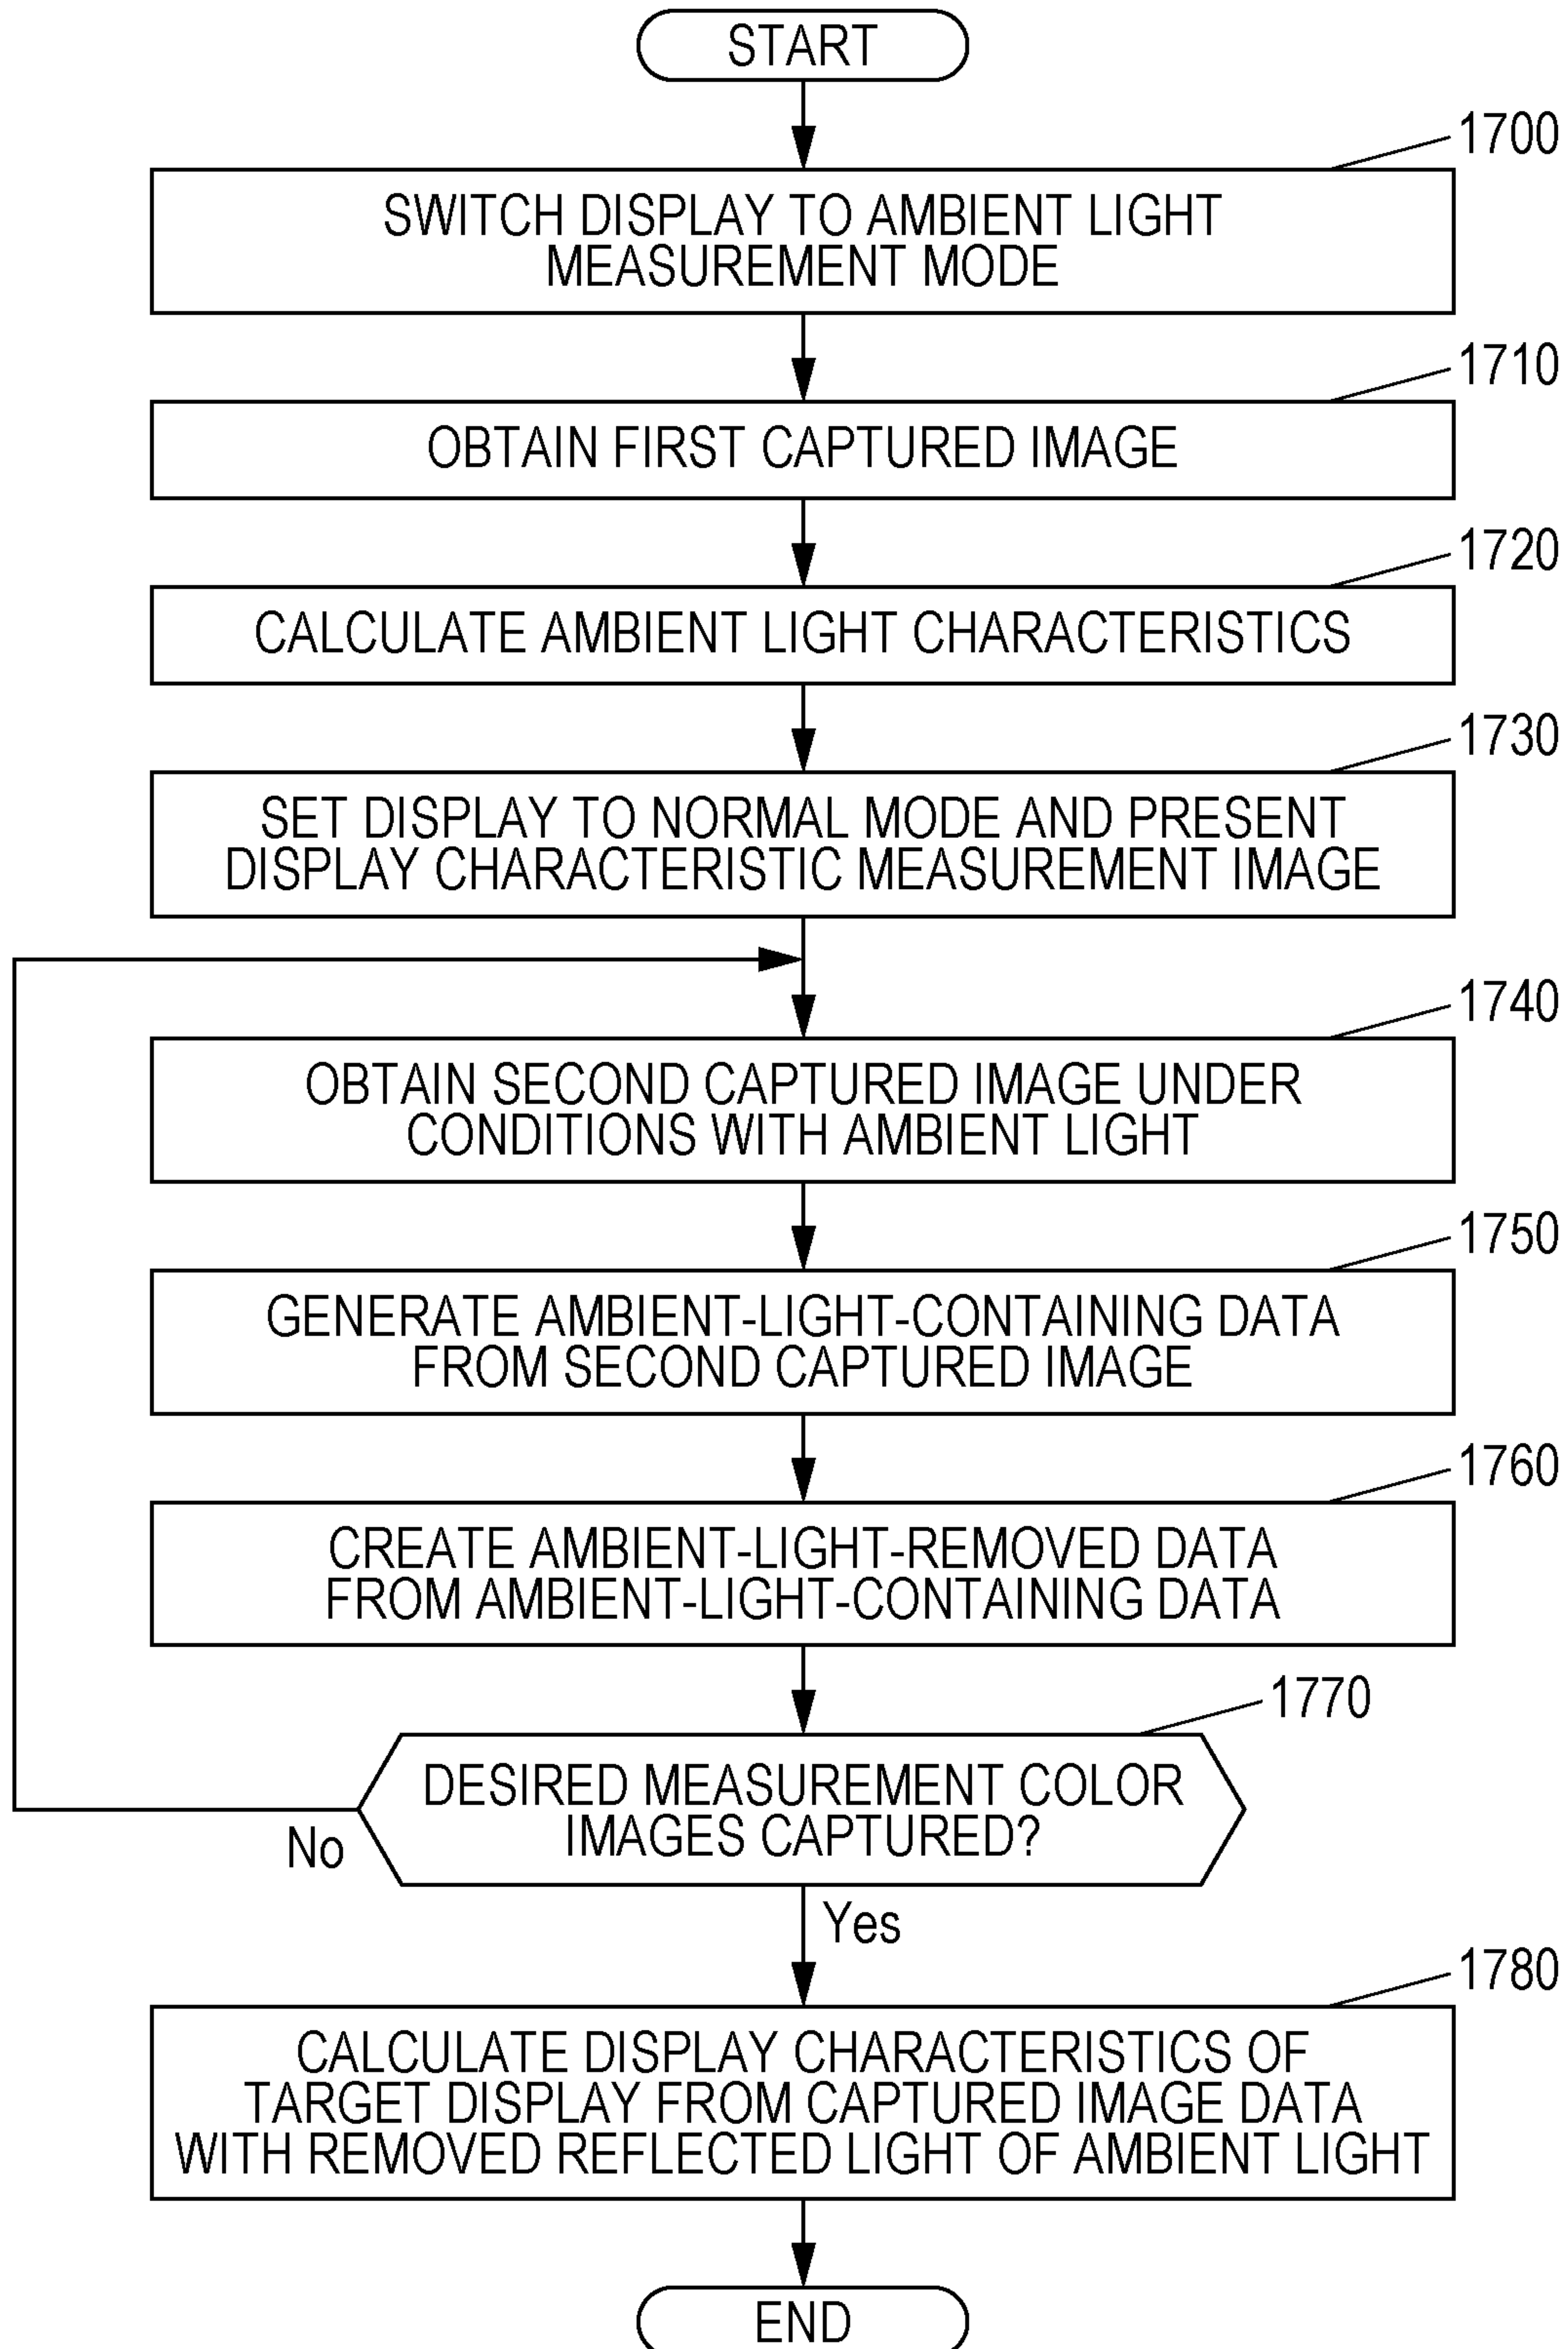 START
1700
SWITCH DISPLAY TO AMBIENT LIGHT
MEASUREMENT MODE
1710
OBTAIN FIRST CAPTURED IMAGE
1720
CALCULATE AMBIENT LIGHT CHARACTERISTICS
1730
SET DISPLAY TO NORMAL MODE AND PRESENT
DISPLAY CHARACTERISTIC MEASUREMENT IMAGE
1740
OBTAIN SECOND CAPTURED IMAGE UNDER
CONDITIONS WITH AMBIENT LIGHT
1750
GENERATE AMBIENT-LIGHT-CONTAINING DATA
FROM SECOND CAPTURED IMAGE
1760
CREATE AMBIENT-LIGHT-REMOVED DATA
FROM AMBIENT-LIGHT-CONTAINING DATA
1770
DESIRED MEASUREMENT COLOR
IMAGES CAPTURED?
No
Yes
1780
CALCULATE DISPLAY CHARACTERISTICS OF
TARGET DISPLAY FROM CAPTURED IMAGE DATA
WITH REMOVED REFLECTED LIGHT OF AMBIENT LIGHT
END